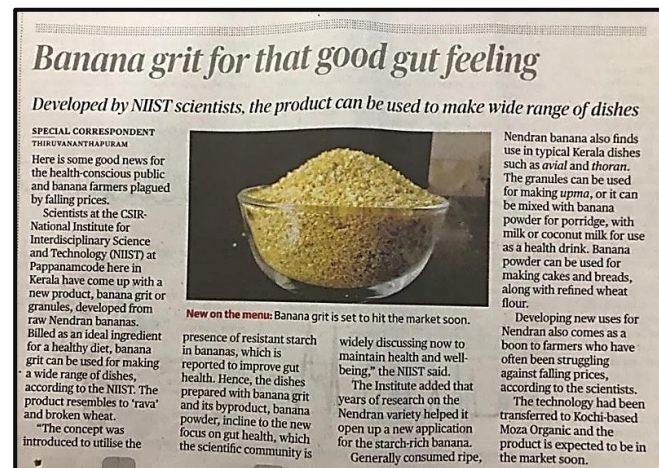 Banana grit for that good gut feeling
Developed by NIIST scientists, the product can be used to make wide range of dishes
SPECIAL CORRESPONDENT
THIRUVANANTHAPURAM
Here is some good news for
the health-conscious public
and banana farmers plagued
by falling prices.
Scientists at the CSIR-
National Institute for
Interdisciplinary Science
and Technology (NIIST) at
Pappanamcode here in
Kerala have come up with a
new product, banana grit or
granules, developed from
raw Nendran bananas.
Billed as an ideal ingredient
for a healthy diet, banana
grit can be used for making
a wide range of dishes,
according to the NIIST. The
product resembles to ‘rava’
and broken wheat.
“The concept was
introduced to utilise the
New on the menu: Banana grit is set to hit the market soon.
presence of resistant starch
in bananas, which is
reported to improve gut
health. Hence, the dishes
prepared with banana grit
and its byproduct, banana
powder, incline to the new
focus on gut health, which
the scientific community is
widely discussing now to
maintain health and well-
being,” the NIIST said.
The Institute added that
years of research on the
Nendran variety helped it
open up a new application
for the starch-rich banana.
Generally consumed ripe,
Nendran banana also finds
use in typical Kerala dishes
such as avial and thoran.
The granules can be used
for making upma, or it can
be mixed with banana
powder for porridge, with
milk or coconut milk for use
as a health drink. Banana
powder can be used for
making cakes and breads,
along with refined wheat
flour.
Developing new uses for
Nendran also comes as a
boon to farmers who have
often been struggling
against falling prices,
according to the scientists.
The technology had been
transferred to Kochi-based
Moza Organic and the
product is expected to be in
the market soon.